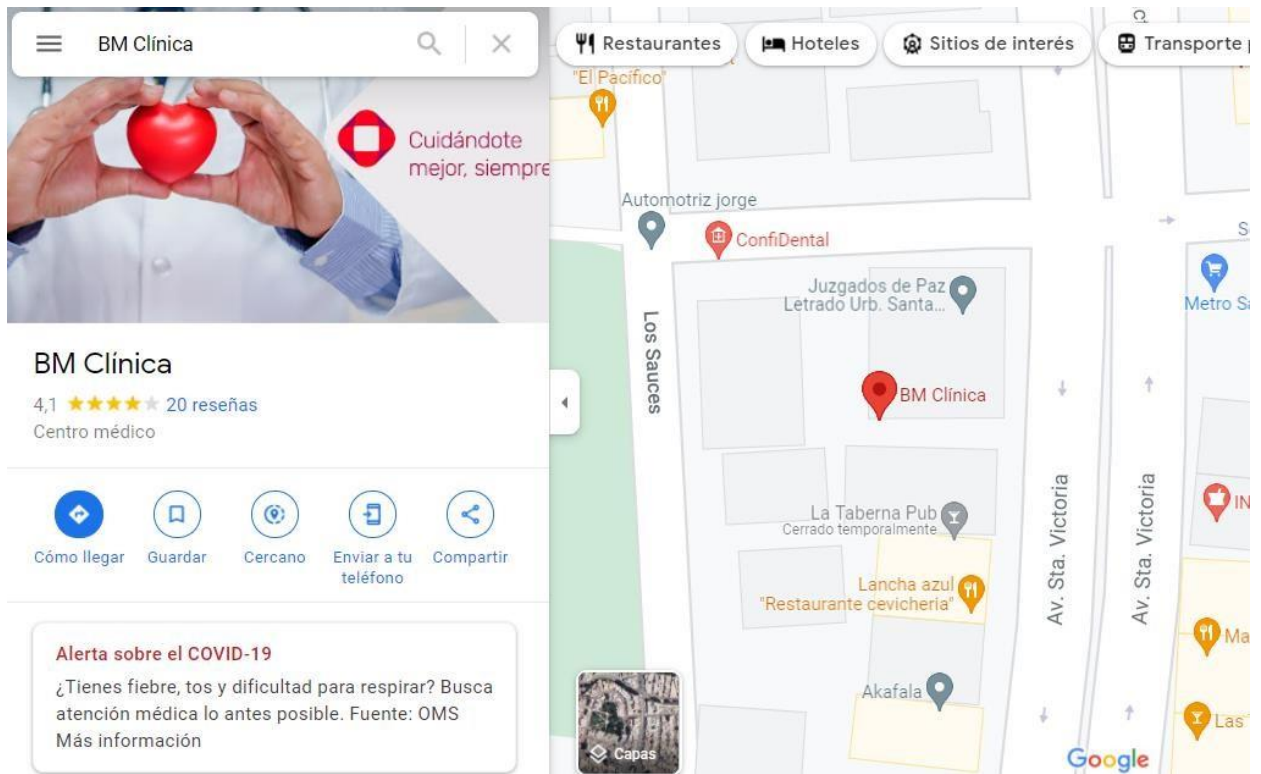 BM Clínica
Cuidándote
mejor, siempre
BM Clínica
4,1 20 reseñas
Centro médico
Cómo llegar
Guardar
Cercano
Enviar a tu
teléfono
Compartir
Alerta sobre el COVID-19
¿Tienes fiebre, tos y dificultad para respirar? Busca
atención médica lo antes posible. Fuente: OMS
Más información
Restaurantes
Hoteles
Sitios de interés
Transporte
"El Pacífico"
Automotriz jorge
ConfiDental
Juzgados de Paz
Letrado Urb. Santa...
Metro
Los Sauces
BM Clínica
La Taberna Pub
Cerrado temporalmente
Av. Sta. Victoria
Av. Sta. Victoria
Lancha azul
"Restaurante cevicheria"
Akafala
Las
Capas
Google